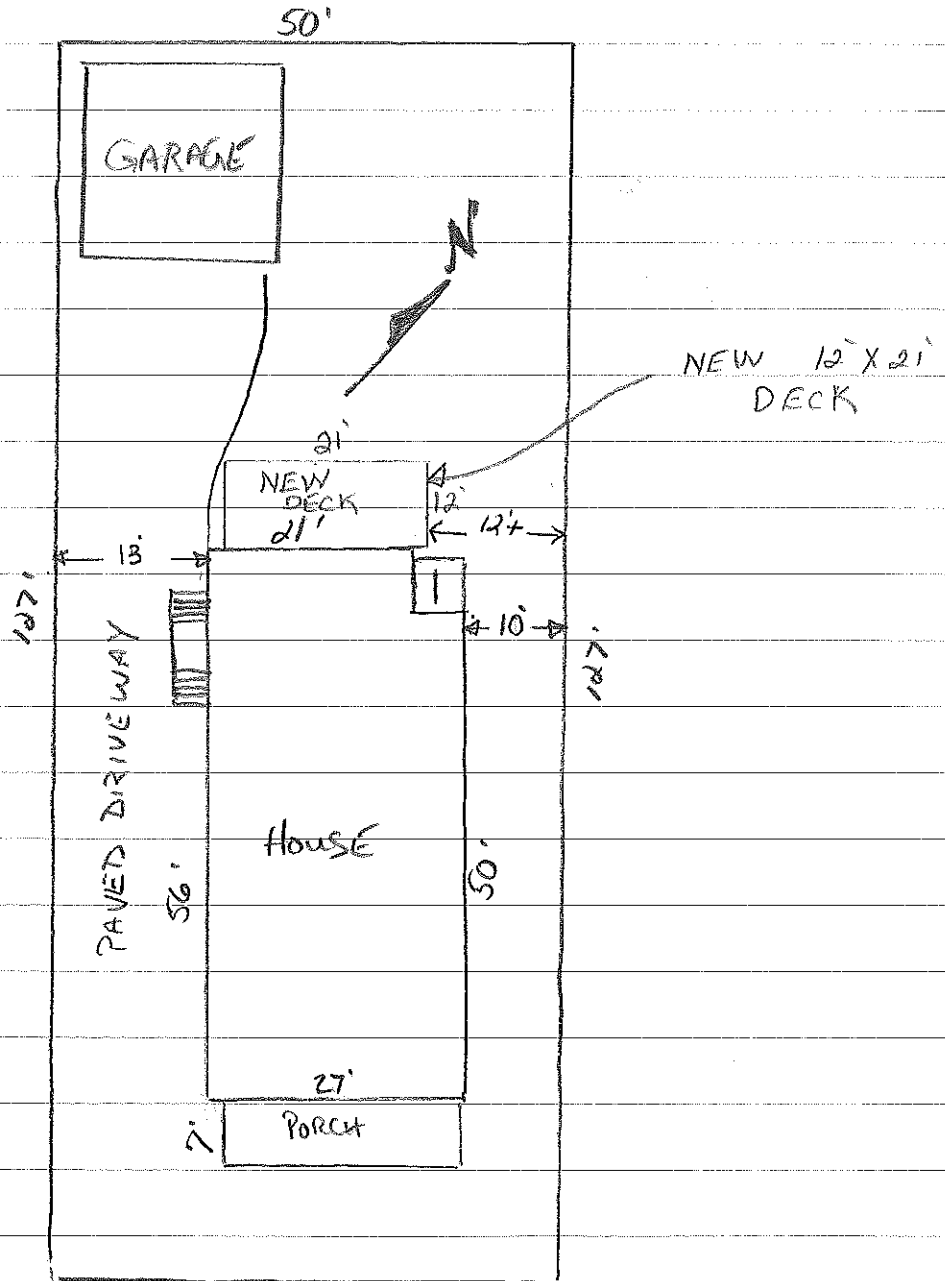 50'
GARAGE
N
NEW 12' X 21'
DECK
21'
NEW
DECK
12'
21'
12'+
13'
10'
127'
127'
PAVED DRIVEWAY
56'
HOUSE
50'
27'
7'
PORCH